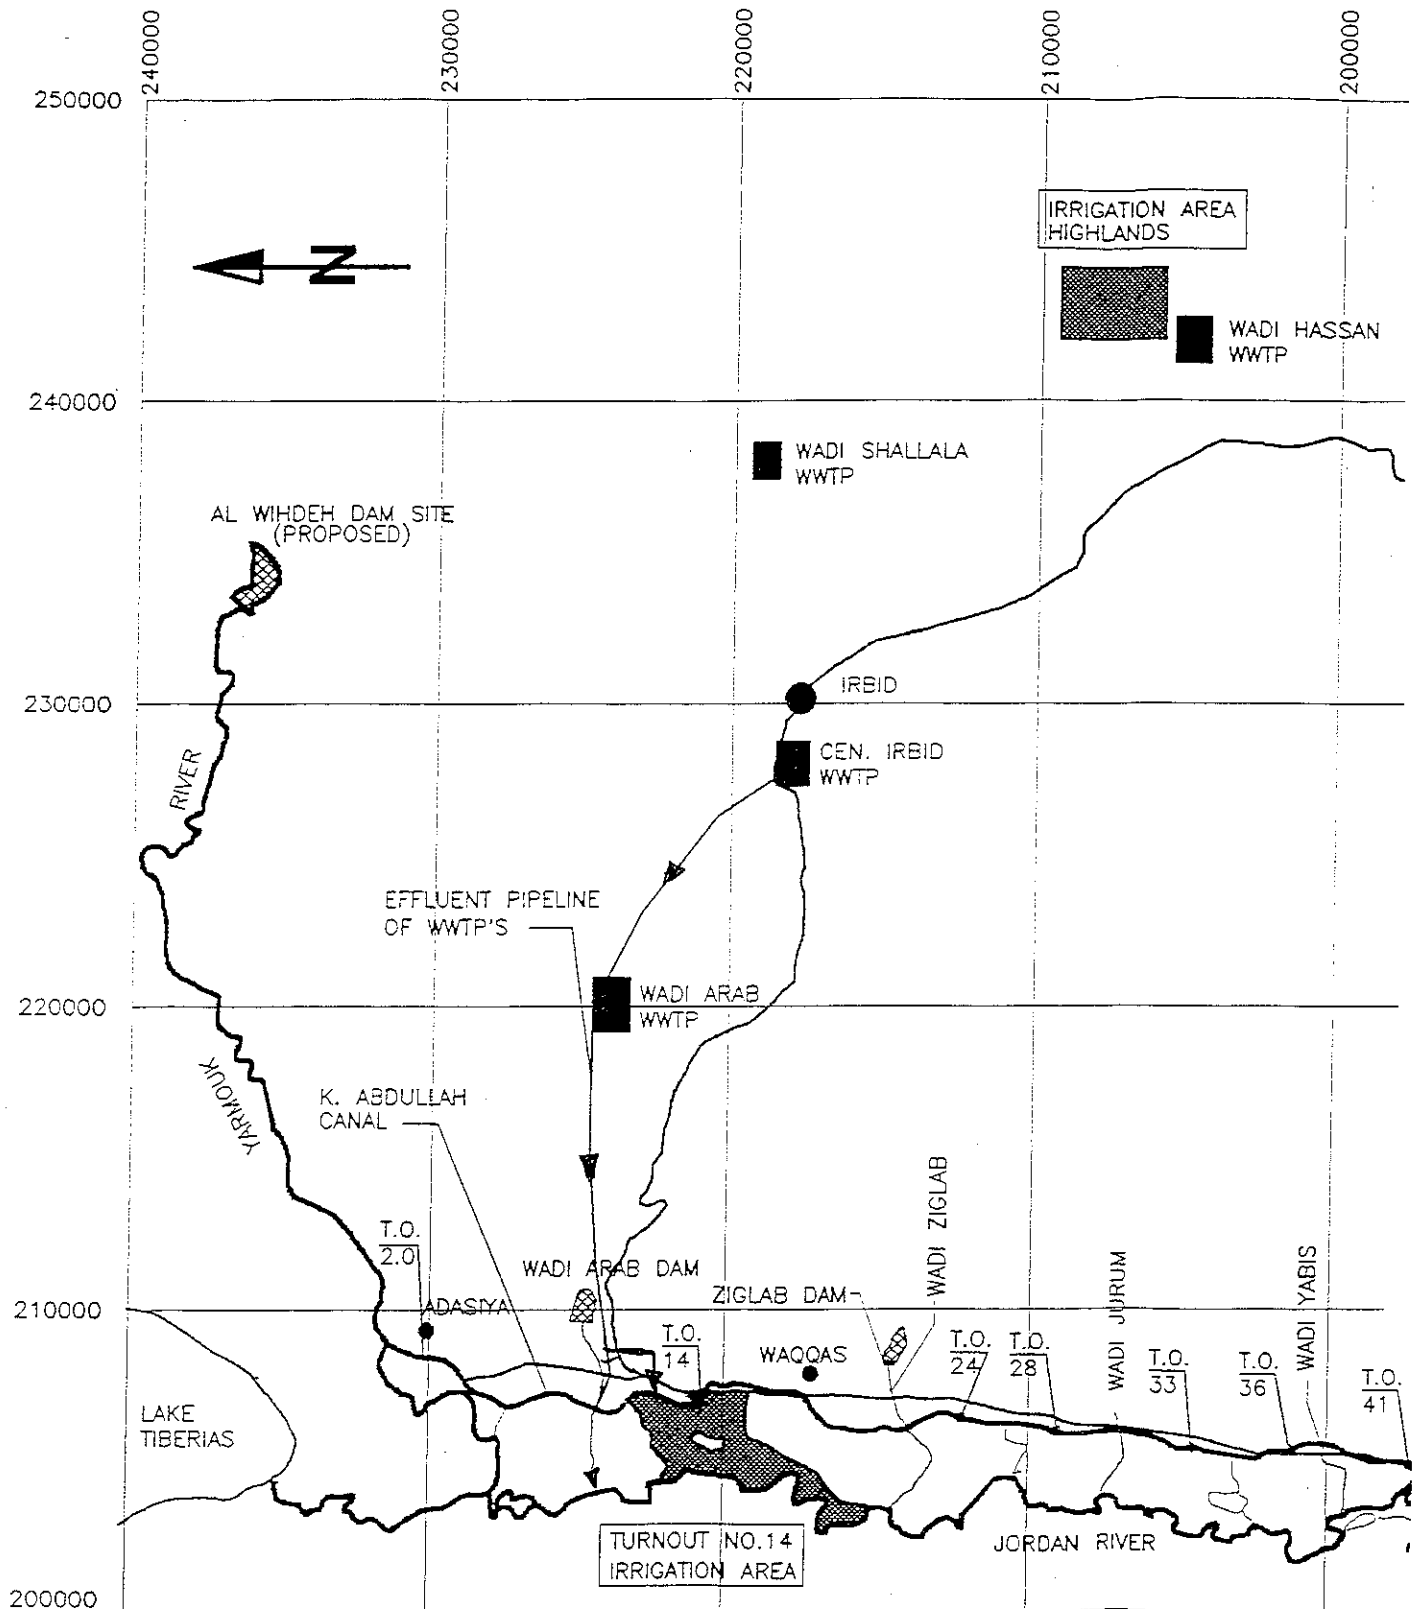 240000
230000
220000
210000
200000
250000
IRRIGATION AREA
HIGHLANDS
N
WADI HASSAN
WWTP
240000
WADI SHALLALA
WWTP
AL WIHDEH DAM SITE
(PROPOSED)
IRBID
230000
CEN. IRBID
WWTP
RIVER
EFFLUENT PIPELINE
OF WWTP'S
WADI ARAB
WWTP
220000
YARMOUK
K. ABDULLAH
CANAL
T.O.
2.0
WADI ARAB DAM
ZIGLAB DAM
WADI ZIGLAB
WADI JURUM
WADI YABIS
210000
ADASIYA
T.O.
14
WAQQAS
T.O.
24
T.O.
28
T.O.
33
T.O.
36
T.O.
41
LAKE
TIBERIAS
TURNOUT NO.14
IRRIGATION AREA
JORDAN RIVER
200000